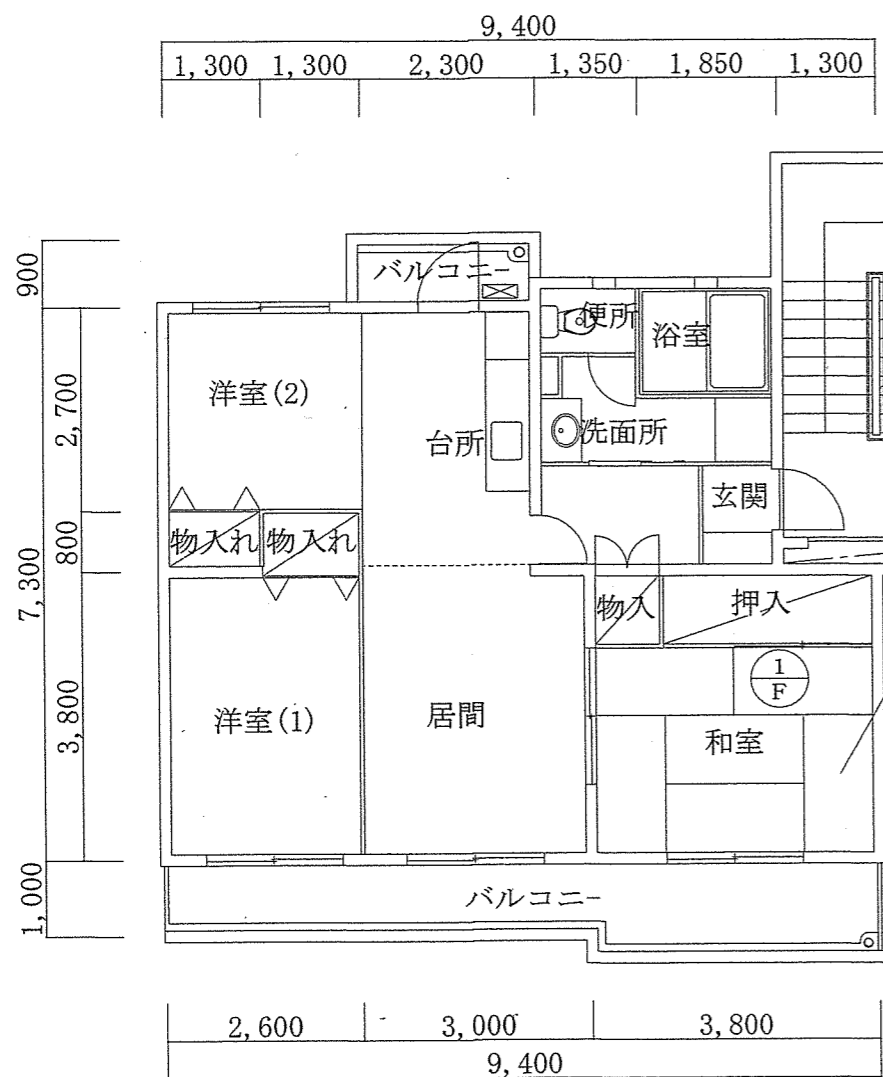 9,400
1,300 1,300 2,300 1,350 1,850 1,300
900
2,700
800
7,300
3,800
1,000
バルコニー
便所
浴室
洋室(2)
台所
洗面所
玄関
物入れ 物入れ
物入
押入
1
F
洋室(1)
居間
和室
バルコニー
2,600 3,000 3,800
9,400